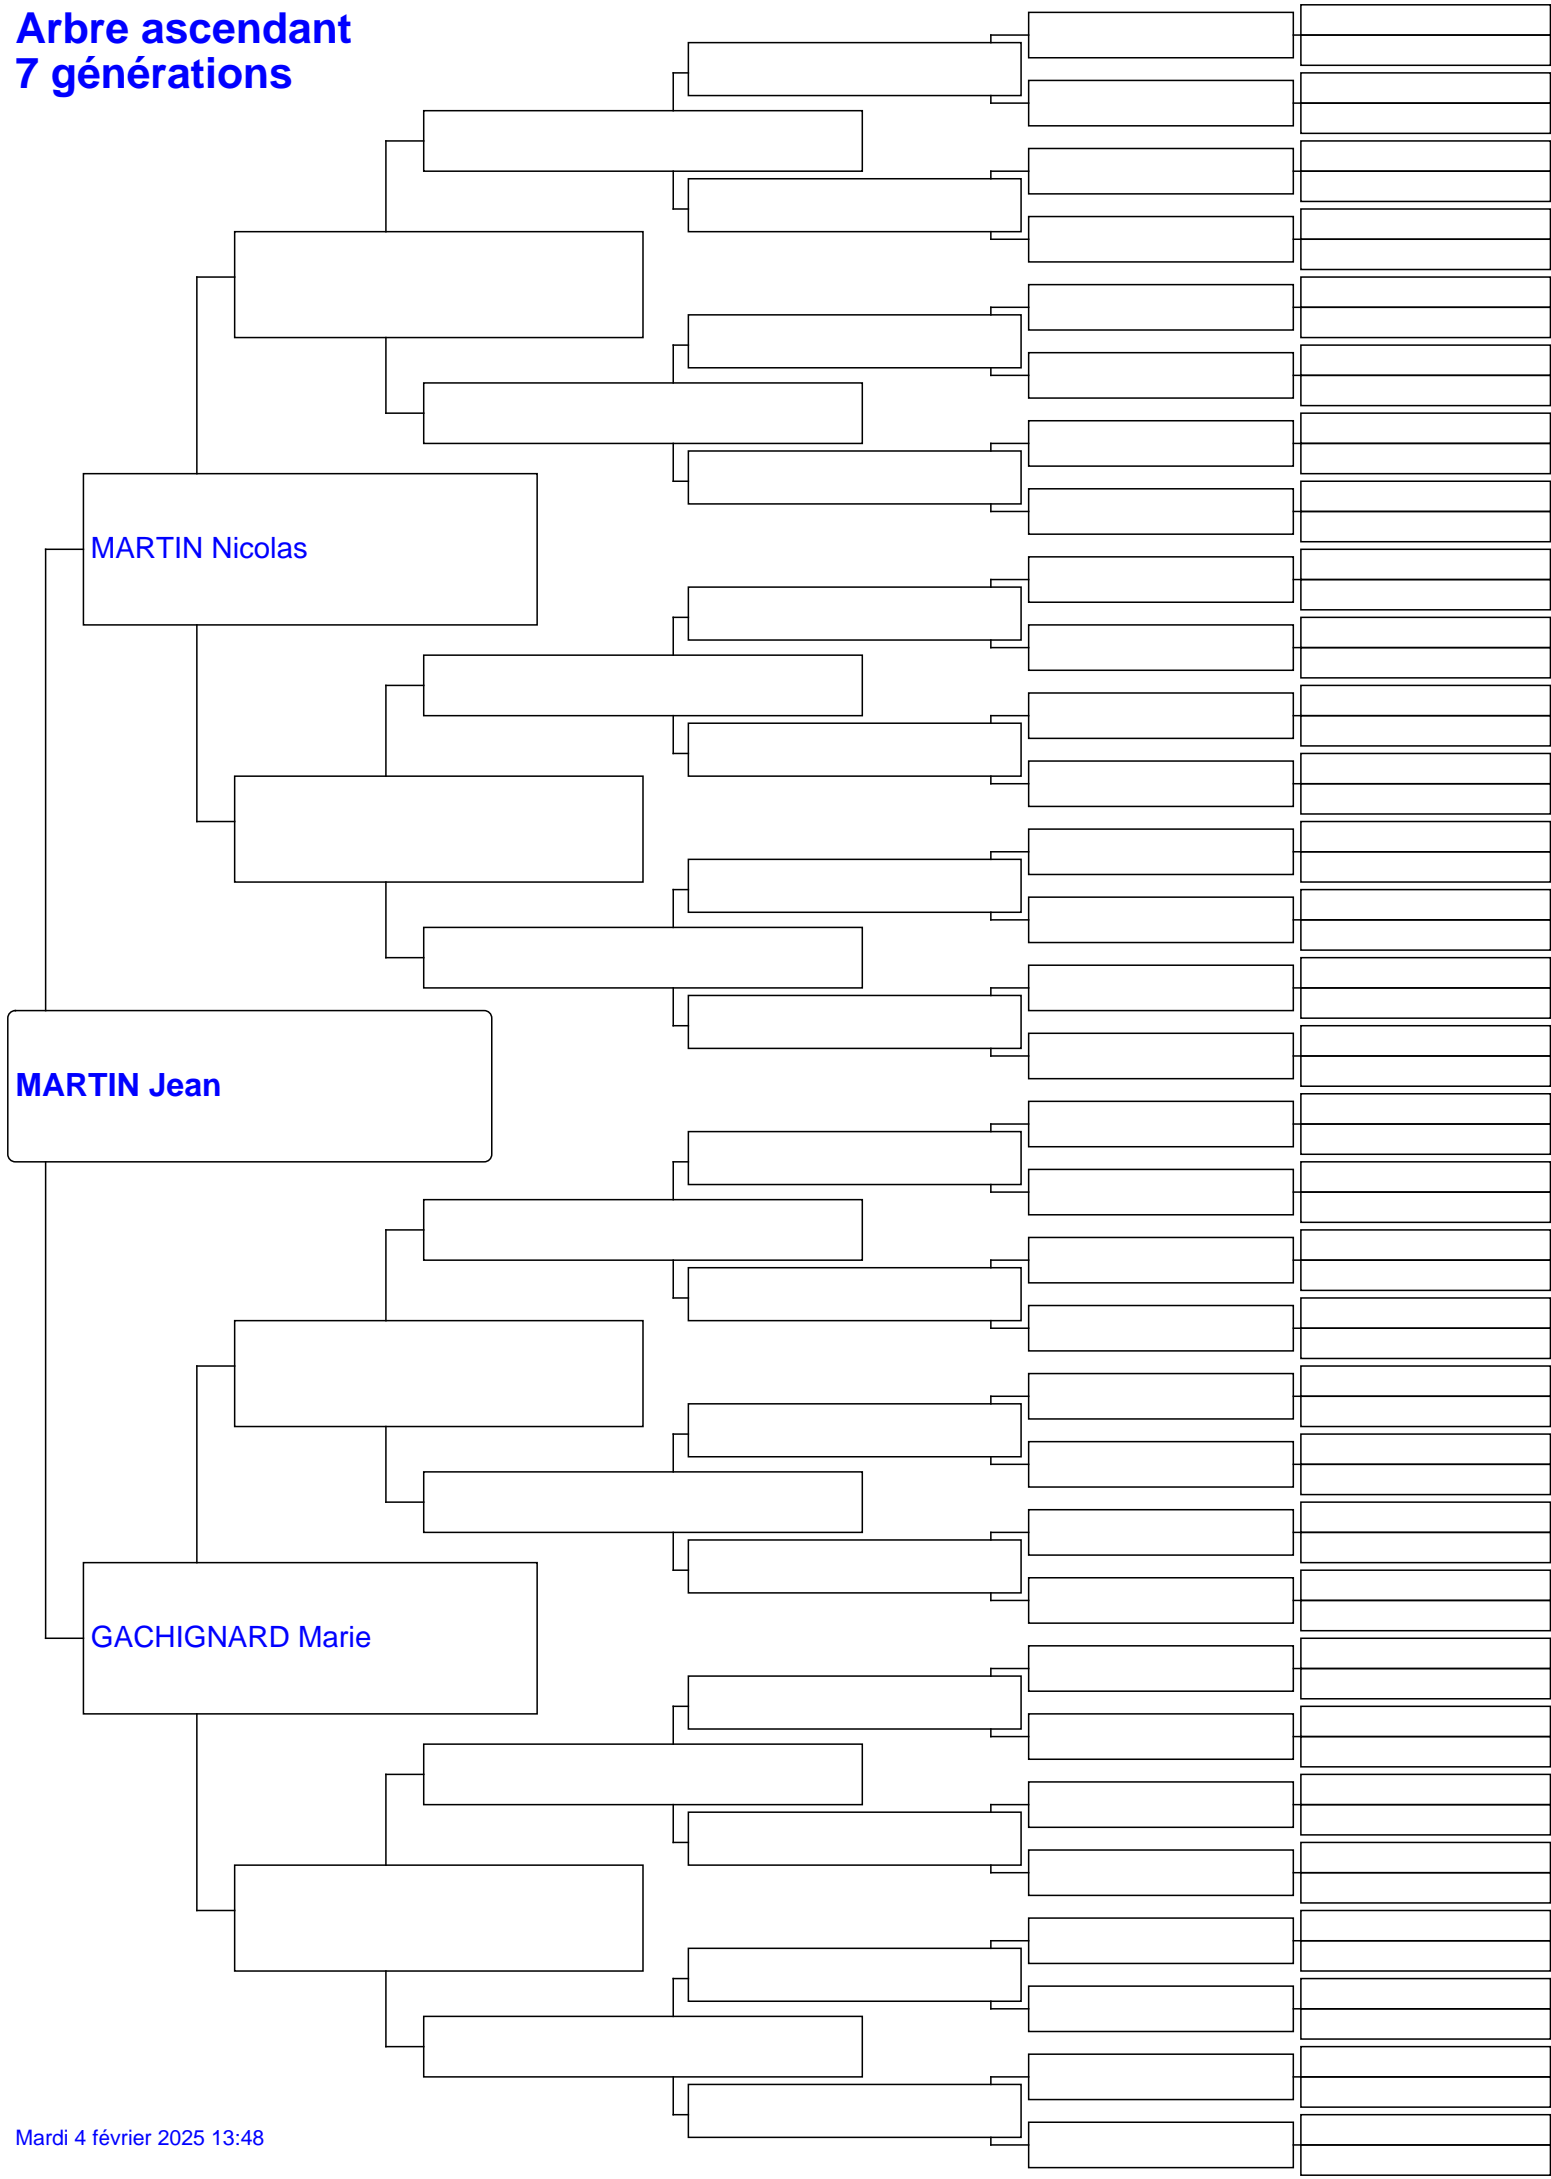 Arbre ascendant
7 générations
MARTIN Nicolas
MARTIN Jean
GACHIGNARD Marie
Mardi 4 février 2025 13:48